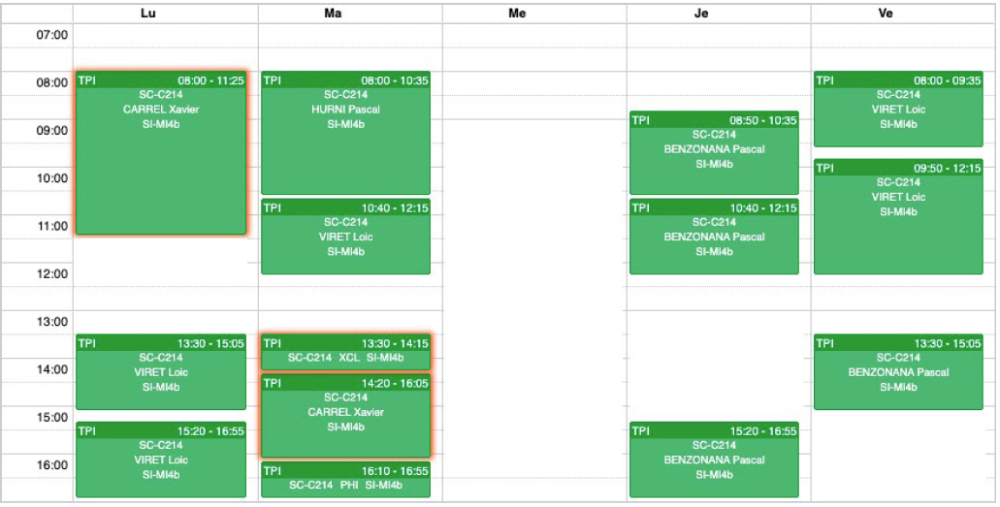 Lu Ma Me Je Ve
07:00
08:00
09:00
10:00
11:00
12:00
13:00
14:00
15:00
16:00
TPI 08:00 - 11:25
SC-C214
CARREL Xavier
SI-MI4b
TPI 13:30 - 15:05
SC-C214
VIRET Loic
SI-MI4b
TPI 15:20 - 16:55
SC-C214
VIRET Loic
SI-MI4b
TPI 08:00 - 10:35
SC-C214
HURNI Pascal
SI-MI4b
TPI 10:40 - 12:15
SC-C214
VIRET Loic
SI-MI4b
TPI 13:30 - 14:15
SC-C214 XCL SI-MI4b
TPI 14:20 - 16:05
SC-C214
CARREL Xavier
SI-MI4b
TPI 16:10 - 16:55
SC-C214 PHI SI-MI4b
TPI 08:50 - 10:35
SC-C214
BENZONANA Pascal
SI-MI4b
TPI 10:40 - 12:15
SC-C214
BENZONANA Pascal
SI-MI4b
TPI 15:20 - 16:55
SC-C214
BENZONANA Pascal
SI-MI4b
TPI 08:00 - 09:35
SC-C214
VIRET Loic
SI-MI4b
TPI 09:50 - 12:15
SC-C214
VIRET Loic
SI-MI4b
TPI 13:30 - 15:05
SC-C214
BENZONANA Pascal
SI-MI4b